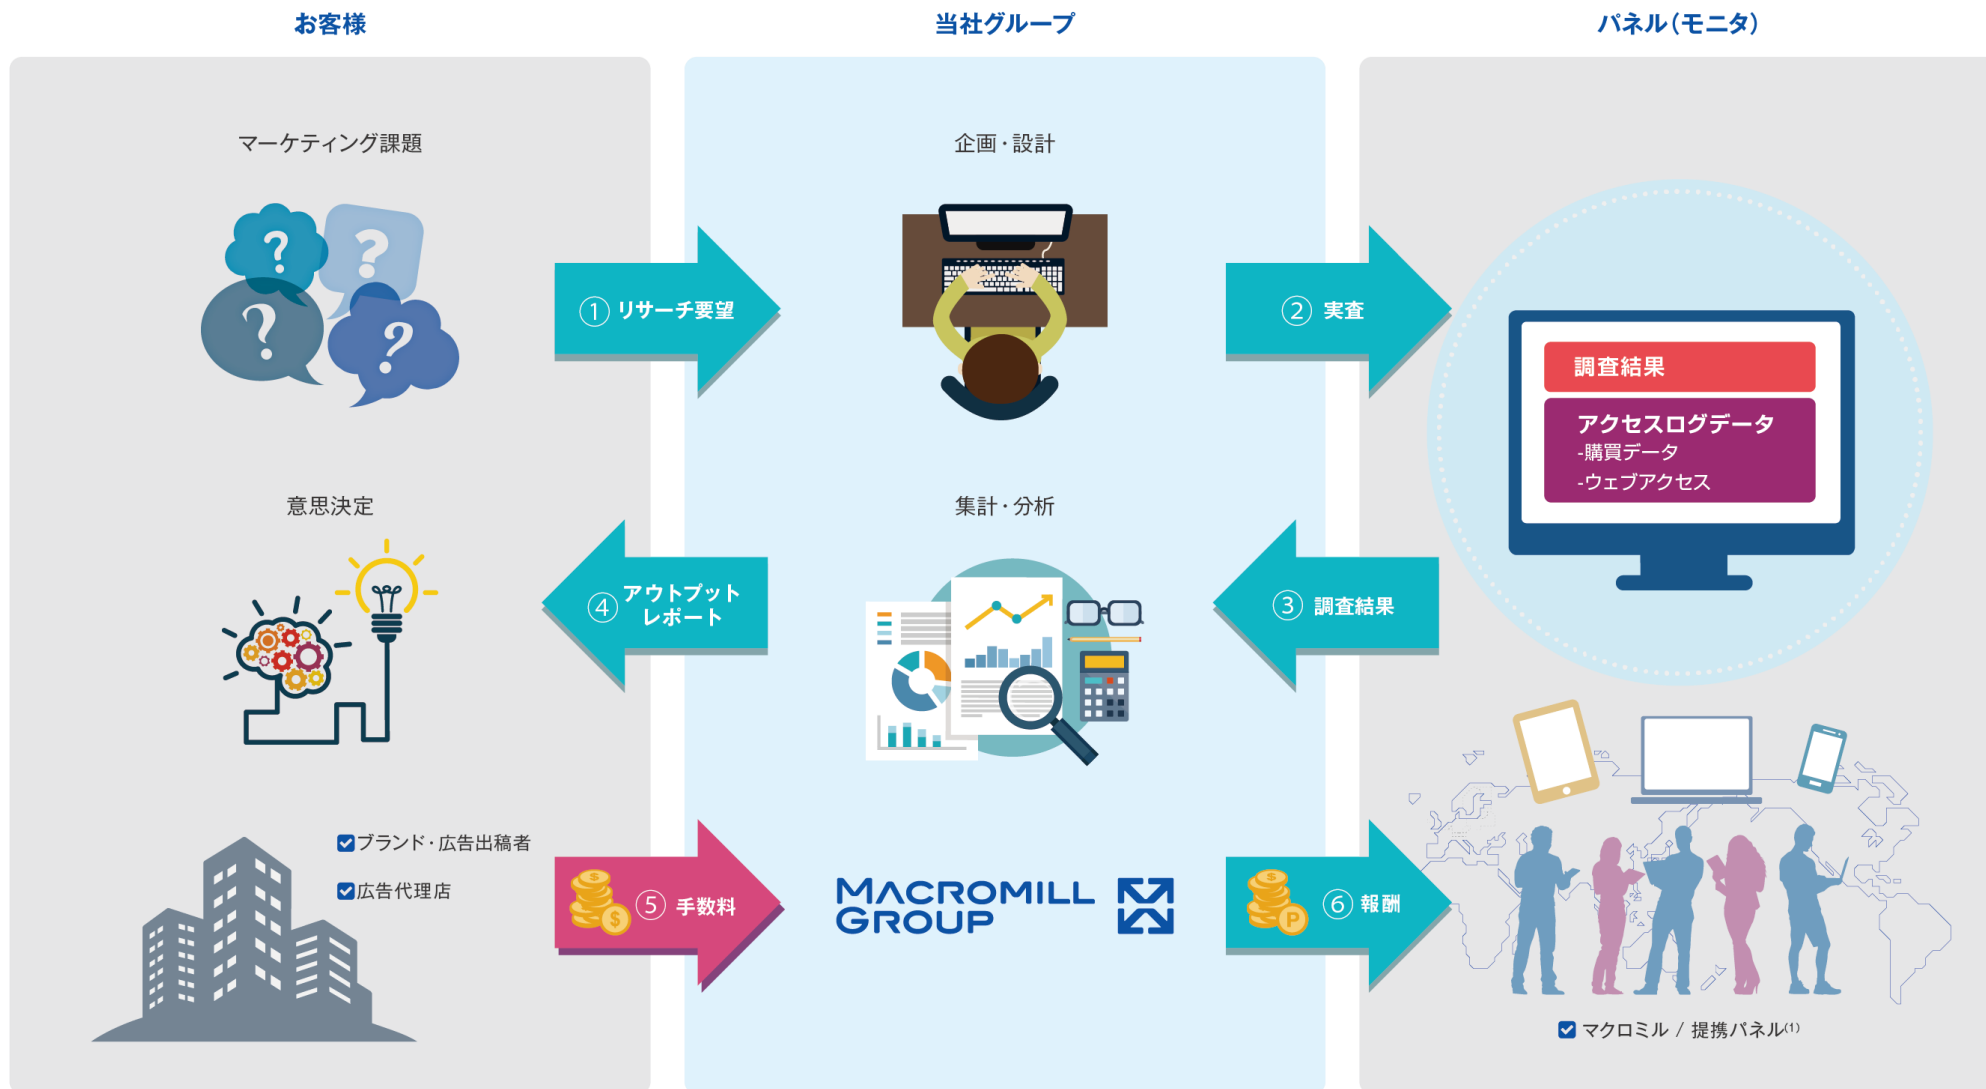 お客様
当社グループ
パネル（モニタ）
マーケティング課題
企画・設計
① リサーチ要望
② 実査
調査結果
アクセスログデータ
-購買データ
-ウェブアクセス
意思決定
集計・分析
④ アウトプット
レポート
③ 調査結果
ブランド・広告出稿者
広告代理店
⑤ 手数料
MACROMILL
GROUP
⑥ 報酬
マクロミル / 提携パネル(1)